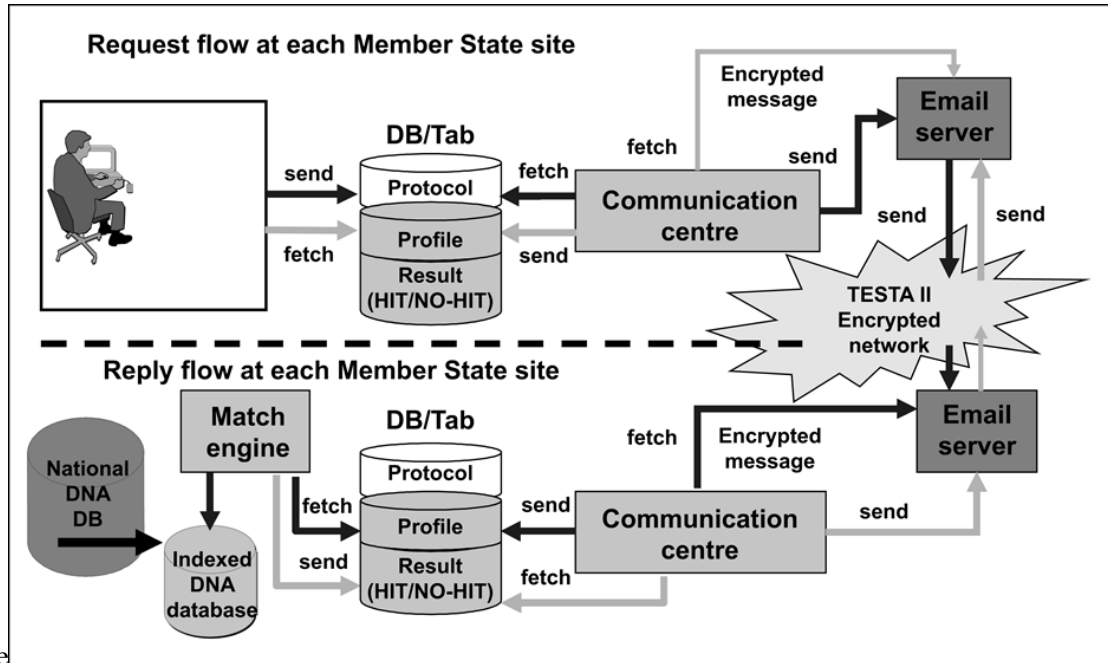 Request flow at each Member State site
Encrypted
message
Email
server
DB/Tab
fetch
send
send
fetch
Protocol
Communication
centre
Profile
fetch
send
send
send
Result
(HIT/NO-HIT)
TESTA II
Encrypted
network
Reply flow at each Member State site
Match
engine
DB/Tab
fetch
Encrypted
message
Email
server
National
DNA
DB
Protocol
fetch
send
Profile
Communication
centre
send
Indexed
DNA
database
send
Result
(HIT/NO-HIT)
fetch
e